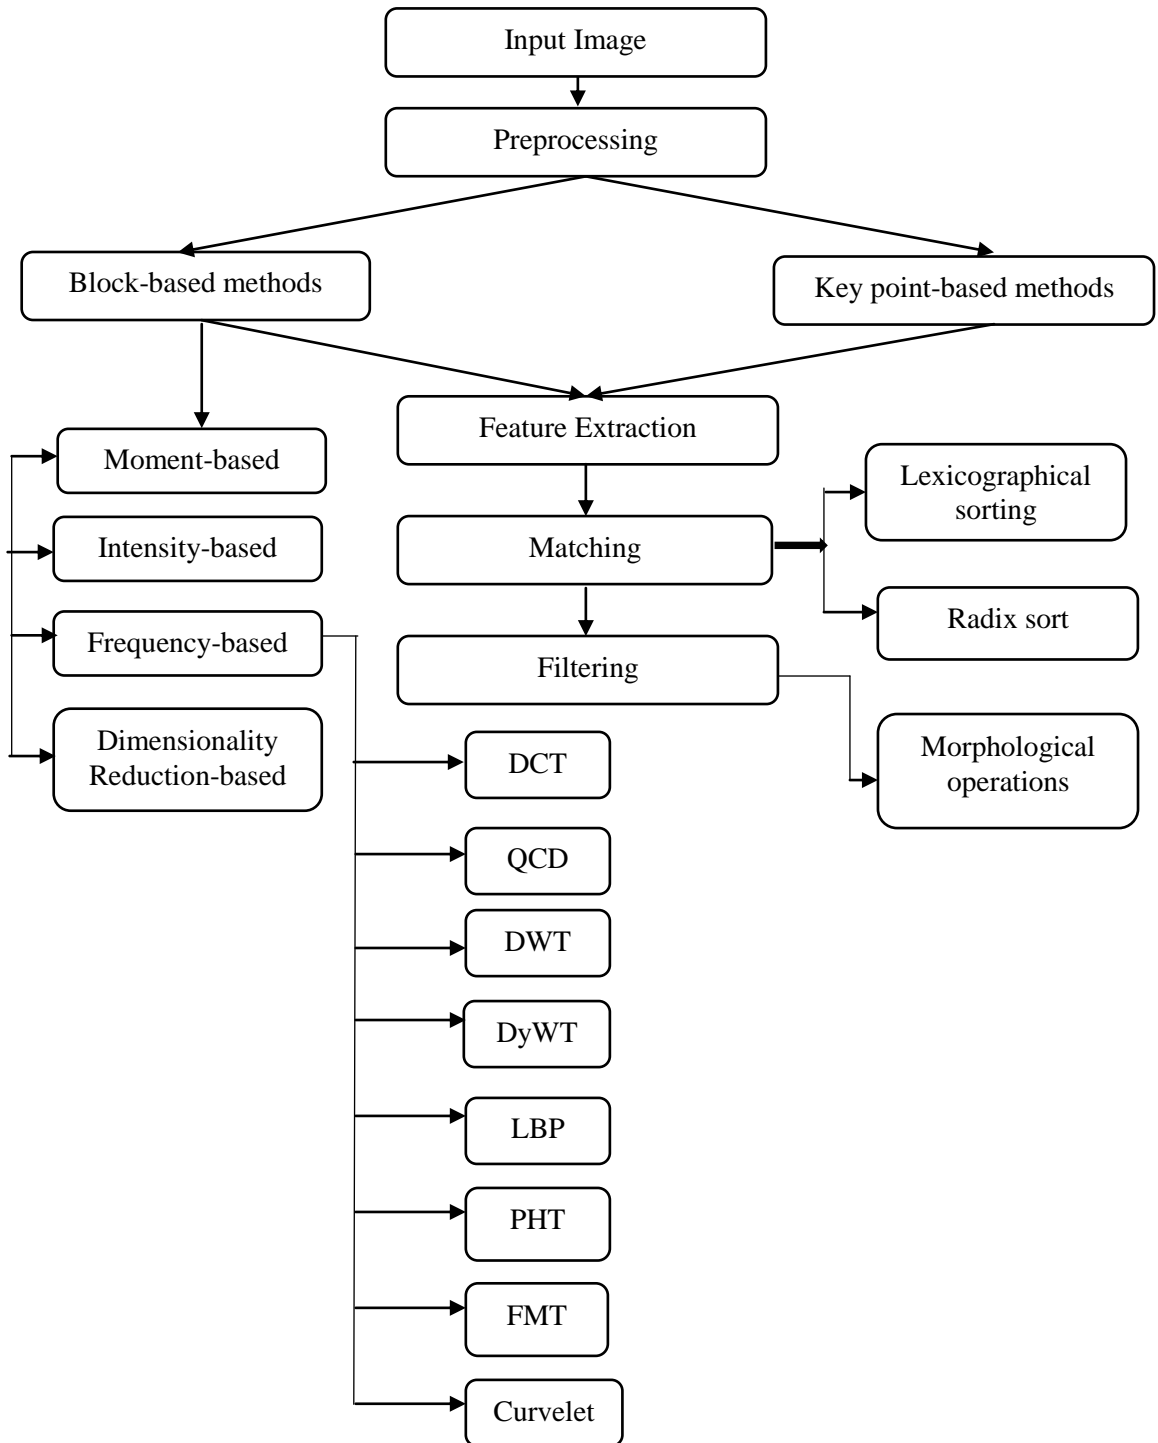 Input Image
Preprocessing
Block-based methods
Key point-based methods
Feature Extraction
Moment-based
Lexicographical
sorting
Intensity-based
Matching
Radix sort
Frequency-based
Filtering
Dimensionality
Reduction-based
Morphological
operations
DCT
QCD
DWT
DyWT
LBP
PHT
FMT
Curvelet